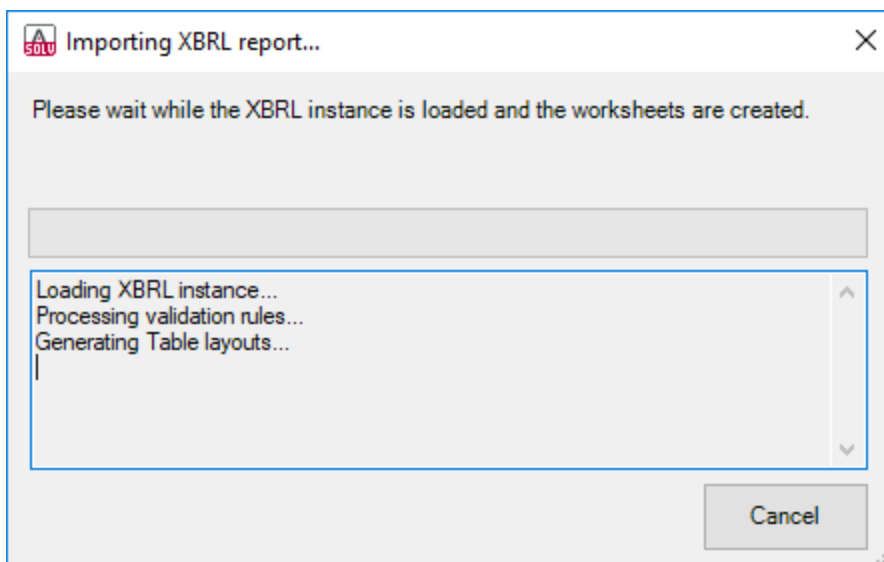 SOLV
Importing XBRL report...
Please wait while the XBRL instance is loaded and the worksheets are created.
Loading XBRL instance...
Processing validation rules...
Generating Table layouts...
Cancel